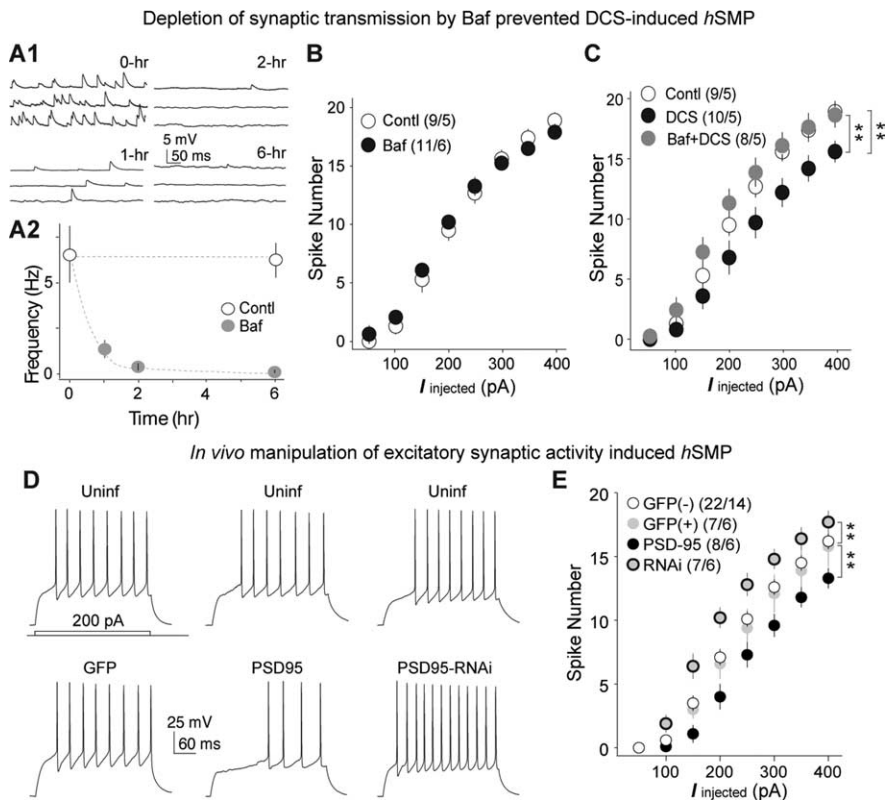 Depletion of synaptic transmission by Baf prevented DCS-induced hSMP
A1
0-hr
2-hr
5 mV
50 ms
1-hr
6-hr
A2
Frequency (Hz)
5
0
Contl
Baf
0
2
4
6
Time (hr)
B
Spike Number
20
15
10
5
0
Contl (9/5)
Baf (11/6)
100
200
300
400
I injected (pA)
C
Spike Number
20
15
10
5
0
Contl (9/5)
DCS (10/5)
Baf+DCS (8/5)
**
**
100
200
300
400
I injected (pA)
In vivo manipulation of excitatory synaptic activity induced hSMP
D
Uninf
Uninf
Uninf
200 pA
GFP
PSD95
PSD95-RNAi
25 mV
60 ms
E
Spike Number
20
15
10
5
0
GFP(-) (22/14)
GFP(+) (7/6)
PSD-95 (8/6)
RNAi (7/6)
**
**
100
200
300
400
I injected (pA)